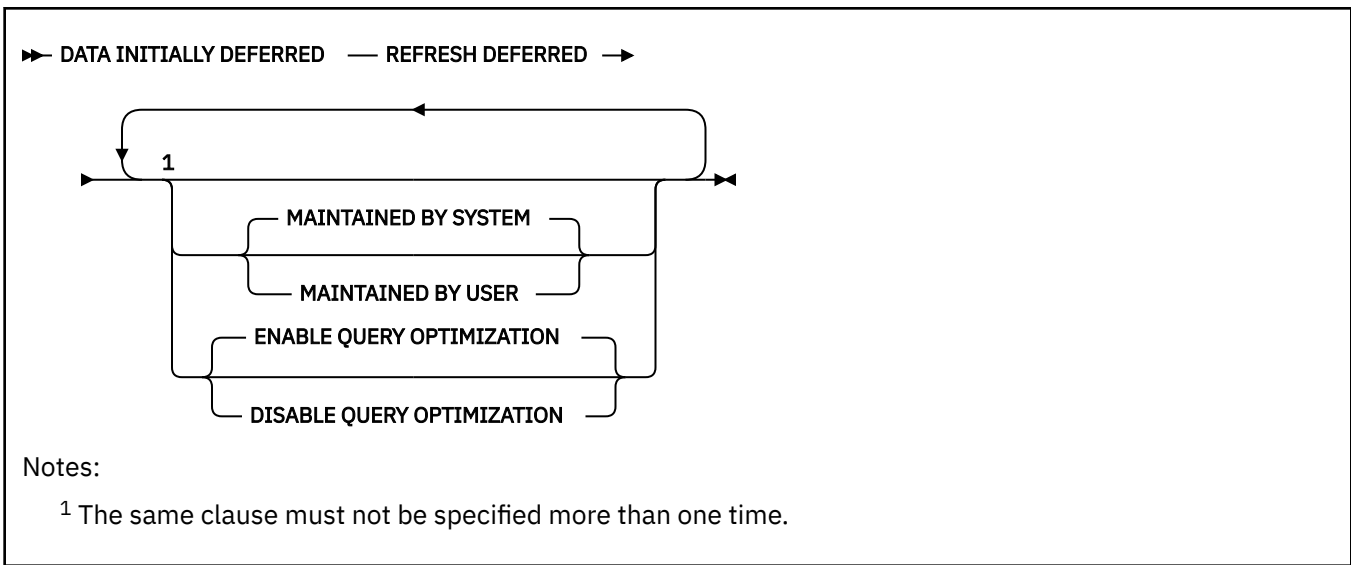 DATA INITIALLY DEFERRED REFRESH DEFERRED
1
MAINTAINED BY SYSTEM
MAINTAINED BY USER
ENABLE QUERY OPTIMIZATION
DISABLE QUERY OPTIMIZATION
Notes:
1 The same clause must not be specified more than one time.